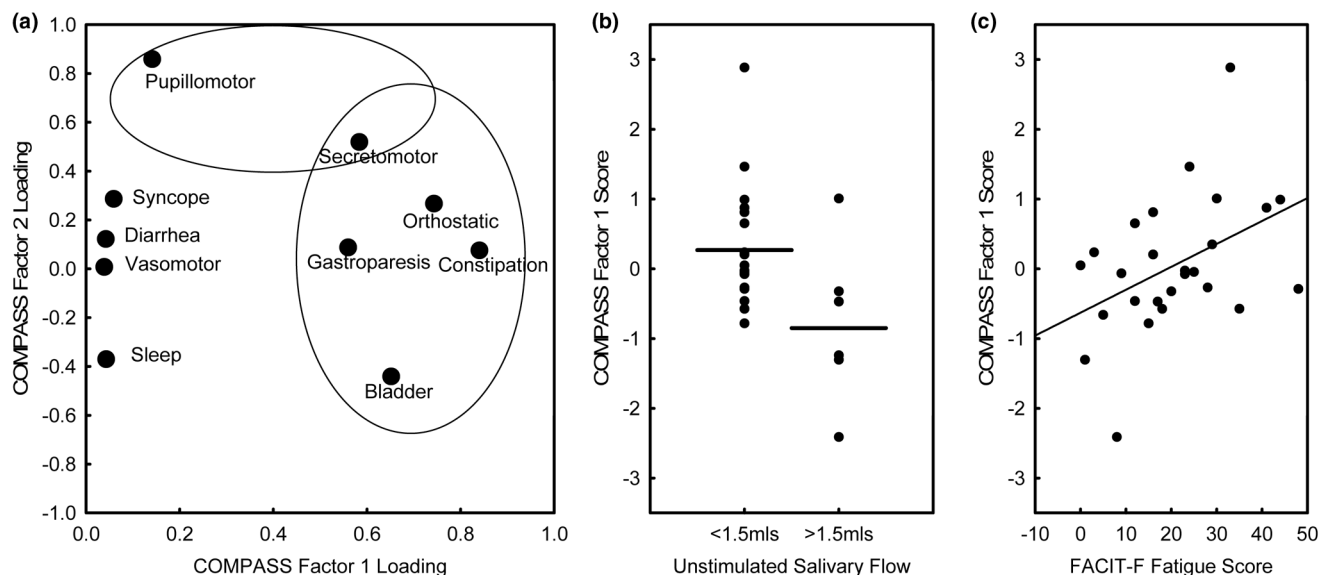 (a)
COMPASS Factor 2 Loading
1.0
0.8
0.6
0.4
0.2
0.0
-0.2
-0.4
-0.6
-0.8
-1.0
Pupillomotor
Secretomotor
Syncope
Orthostatic
Diarrhea
Gastroparesis
Constipation
Vasomotor
Sleep
Bladder
0.0 0.2 0.4 0.6 0.8 1.0
COMPASS Factor 1 Loading
(b)
COMPASS Factor 1 Score
3
2
1
0
-1
-2
-3
<1.5mls >1.5mls
Unstimulated Salivary Flow
(c)
COMPASS Factor 1 Score
3
2
1
0
-1
-2
-3
-10 0 10 20 30 40 50
FACIT-F Fatigue Score